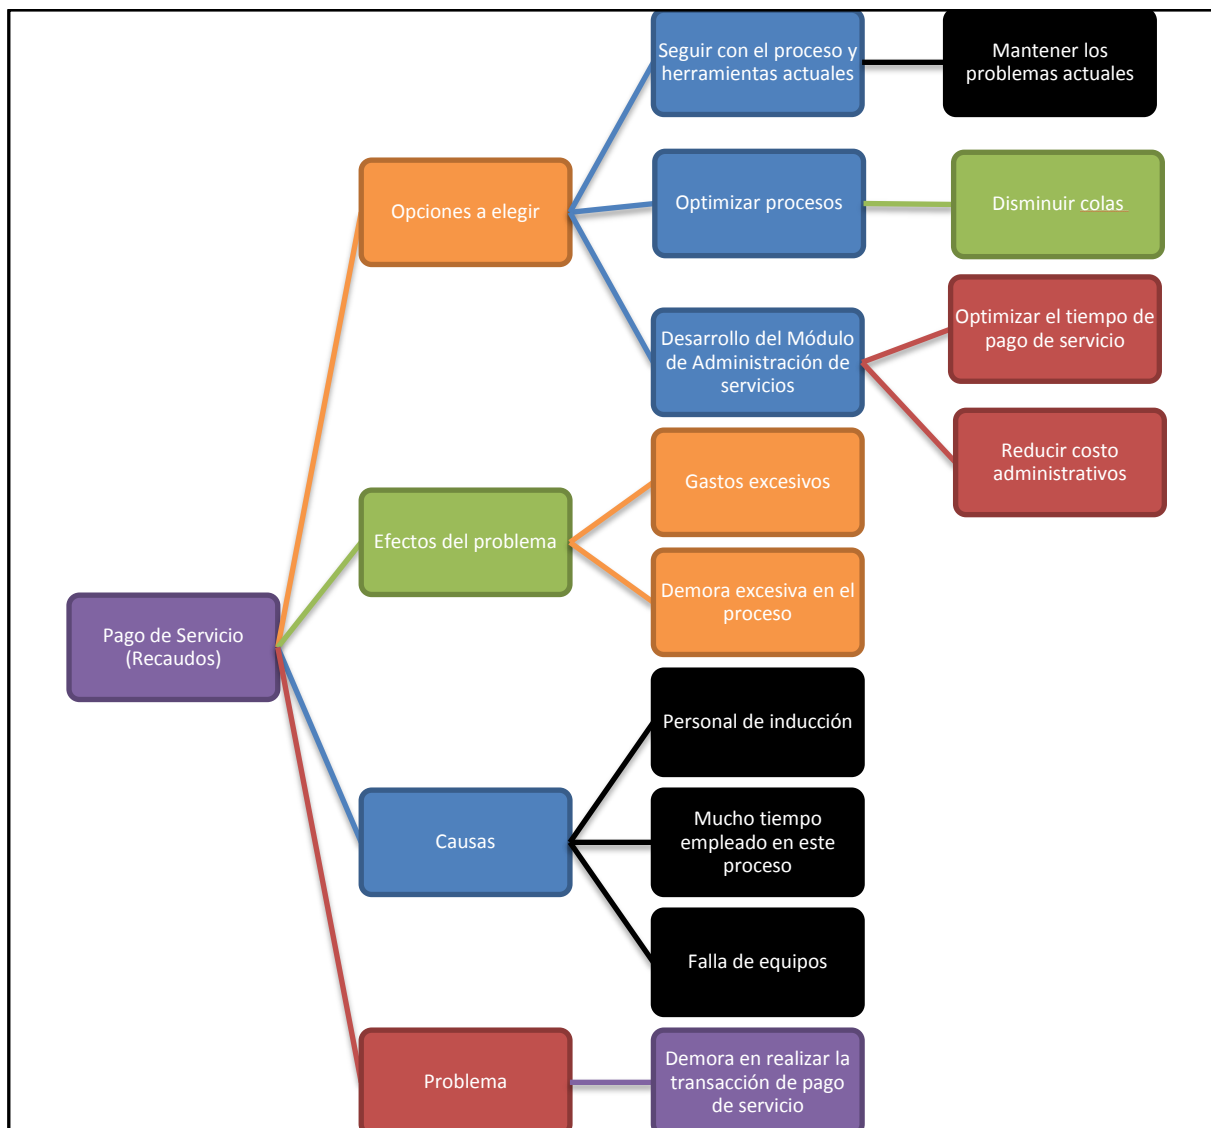 Seguir con el proceso y
herramientas actuales
Mantener los
problemas actuales
Opciones a elegir
Optimizar procesos
Disminuir colas
Desarrollo del Módulo
de Administración de
servicios
Optimizar el tiempo de
pago de servicio
Reducir costo
administrativos
Gastos excesivos
Efectos del problema
Demora excesiva en el
proceso
Pago de Servicio
(Recaudos)
Personal de inducción
Causas
Mucho tiempo
empleado en este
proceso
Falla de equipos
Problema
Demora en realizar la
transacción de pago
de servicio